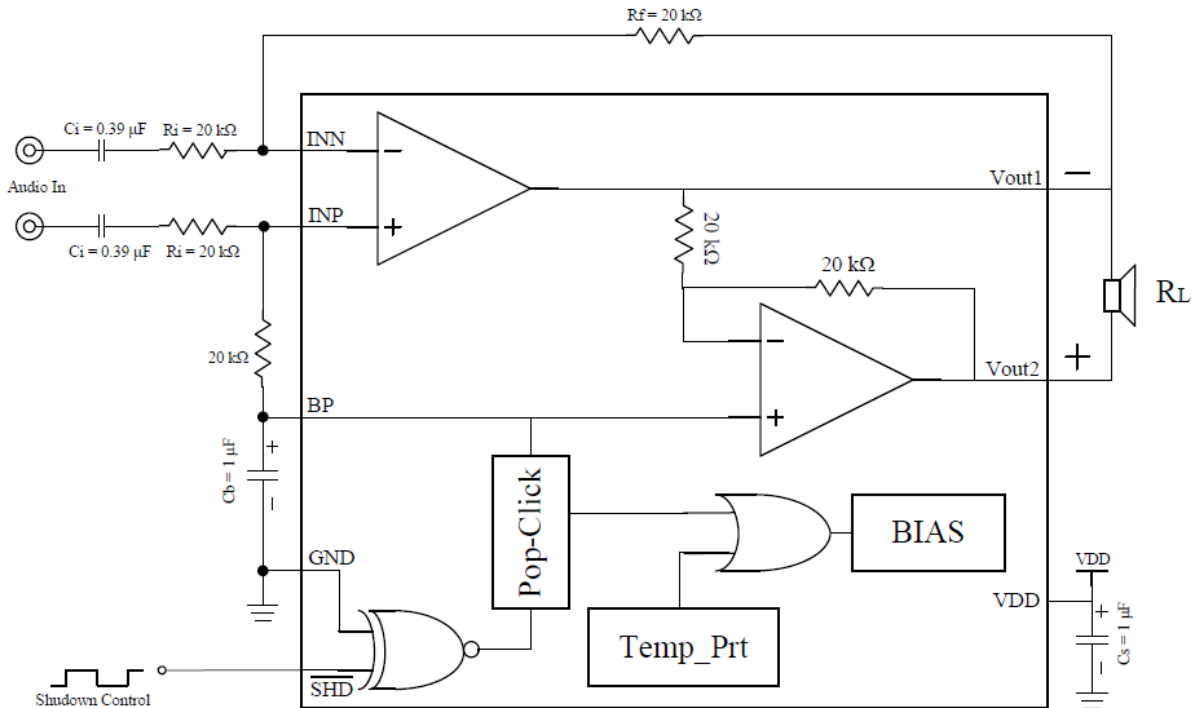 Rf = 20 kΩ
Ci = 0.39 µF
Ri = 20 kΩ
INN
Audio In
INP
Ci = 0.39 µF
Ri = 20 kΩ
Vout1
−
+
−
20 kΩ
20 kΩ
RL
20 kΩ
−
+
Vout2
+
BP
+
Cb = 1 µF
−
Pop-Click
BIAS
GND
VDD
VDD
+
Cs = 1 µF
−
Temp_Prt
SHD
Shudown Control